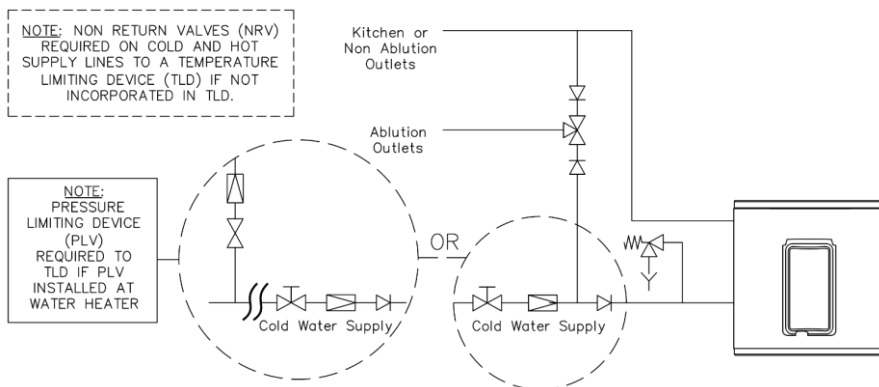 NOTE: NON RETURN VALVES (NRV)
REQUIRED ON COLD AND HOT
SUPPLY LINES TO A TEMPERATURE
LIMITING DEVICE (TLD) IF NOT
INCORPORATED IN TLD.
Kitchen or
Non Ablution
Outlets
Ablution
Outlets
NOTE:
PRESSURE
LIMITING DEVICE
(PLV)
REQUIRED TO
TLD IF PLV
INSTALLED AT
WATER HEATER
OR
Cold Water Supply
Cold Water Supply